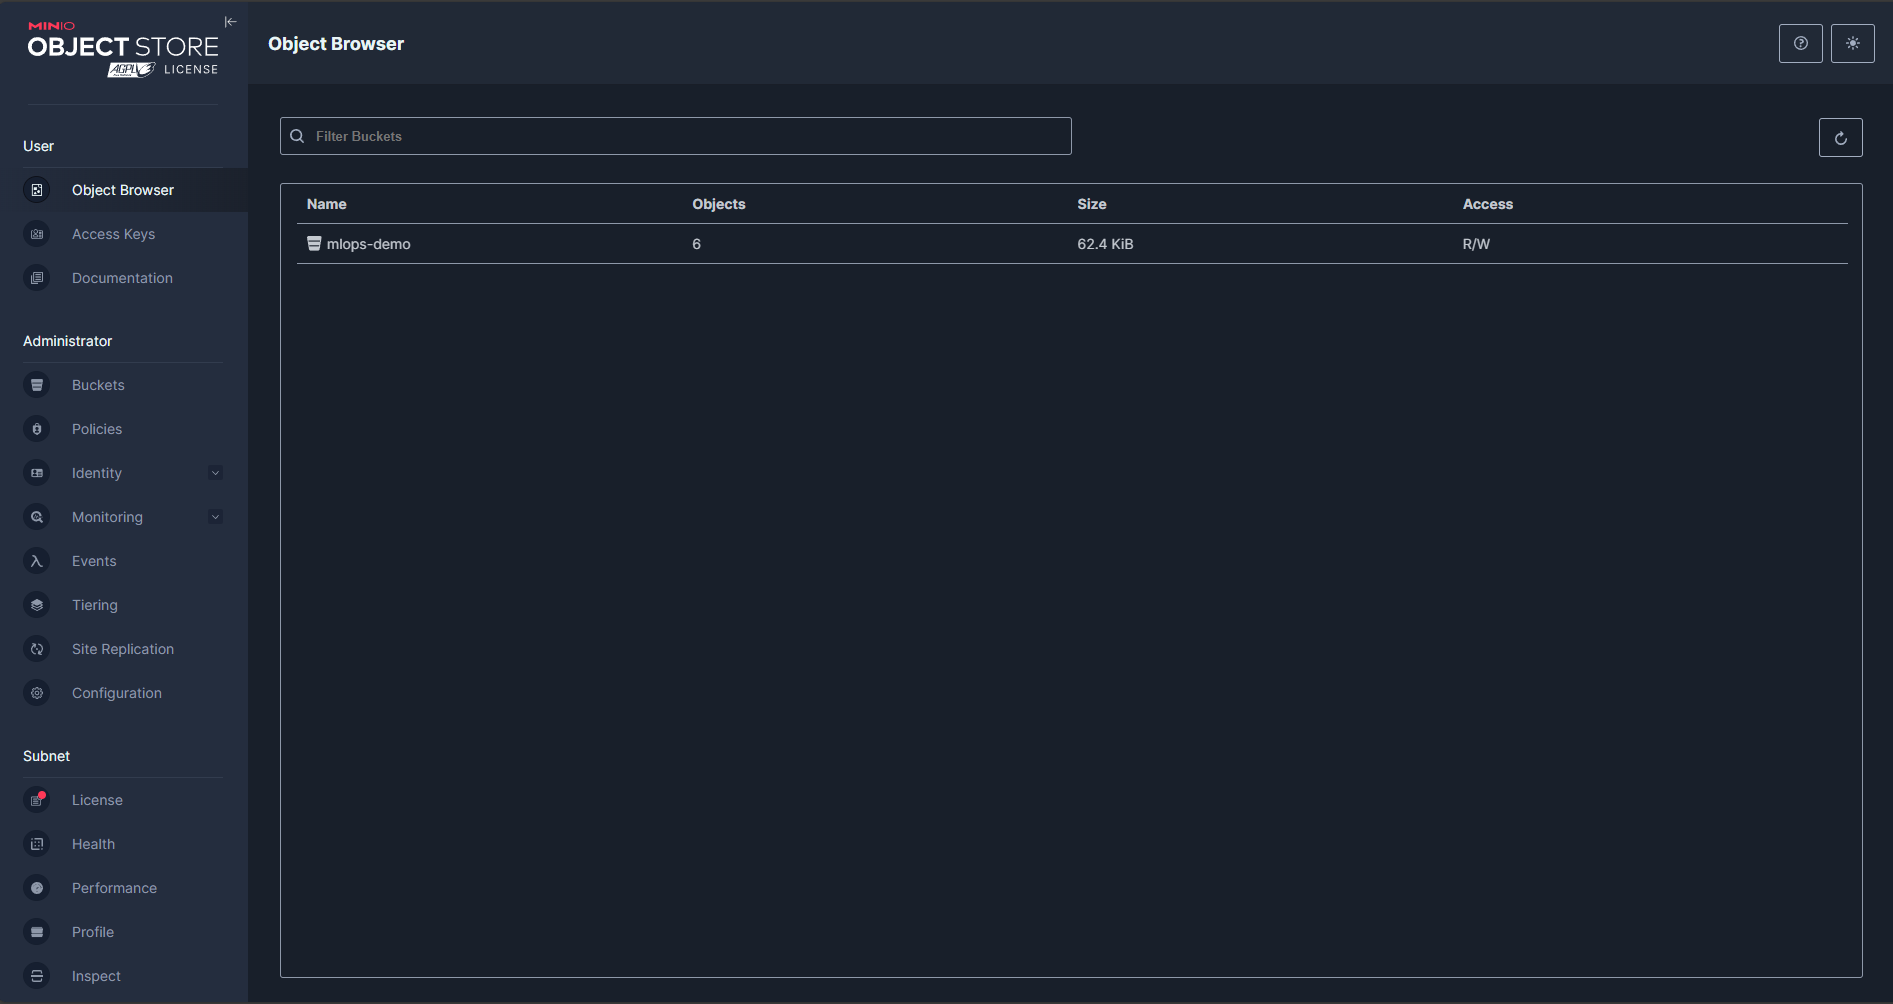 MINIO
OBJECT STORE
AGPL LICENSE
User
Object Browser
Access Keys
Documentation
Administrator
Buckets
Policies
Identity
Monitoring
Events
Tiering
Site Replication
Configuration
Subnet
License
Health
Performance
Profile
Inspect
Object Browser
Filter Buckets
Name Objects Size Access
mlops-demo 6 62.4 KiB R/W